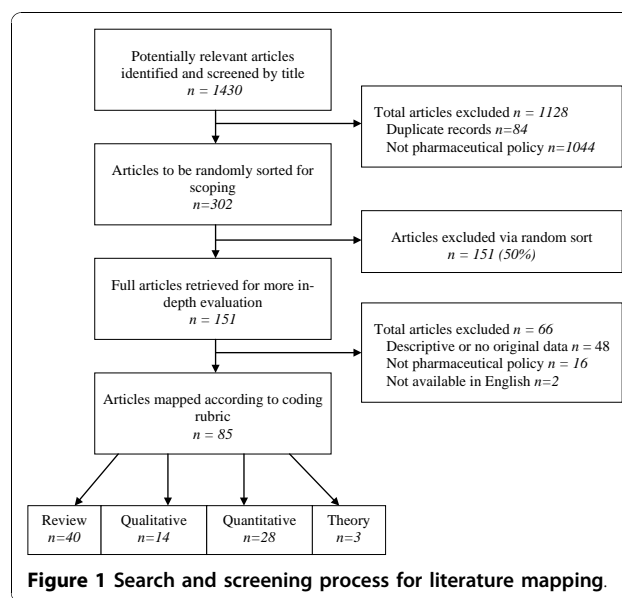 Potentially relevant articles
identified and screened by title
n = 1430
Total articles excluded n = 1128
Duplicate records n=84
Not pharmaceutical policy n=1044
Articles to be randomly sorted for
scoping
n=302
Articles excluded via random sort
n = 151 (50%)
Full articles retrieved for more in-
depth evaluation
n = 151
Total articles excluded n = 66
Descriptive or no original data n = 48
Not pharmaceutical policy n = 16
Not available in English n=2
Articles mapped according to coding
rubric
n = 85
Review
n=40
Qualitative
n=14
Quantitative
n=28
Theory
n=3
Figure 1 Search and screening process for literature mapping.